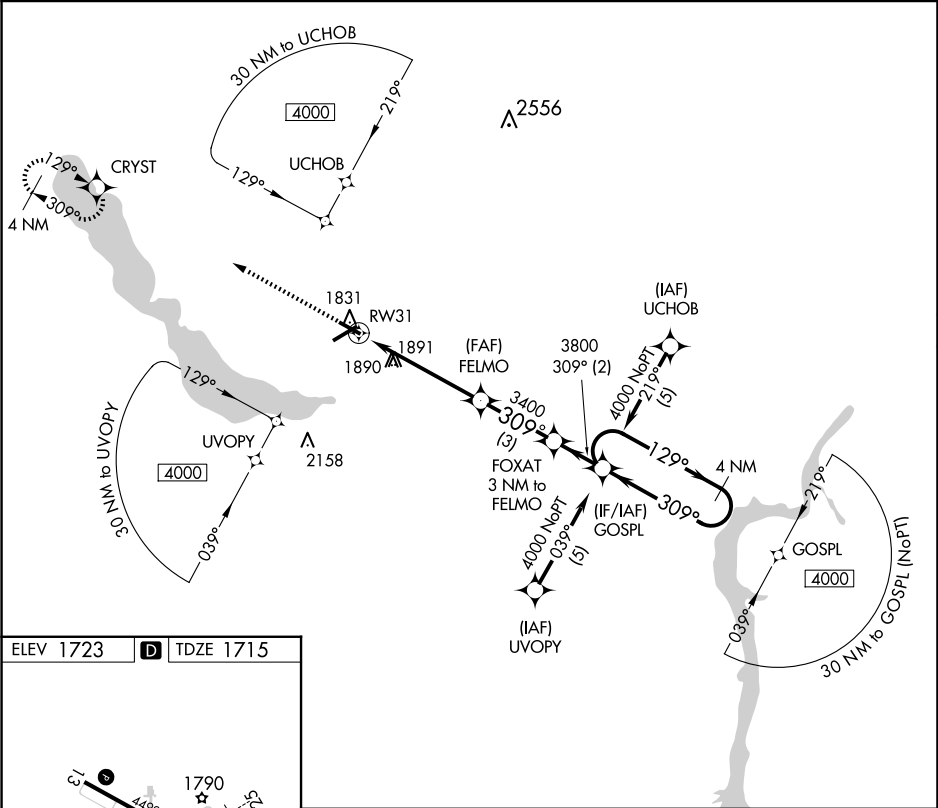 30 NM to UCHOB
4000
219°
UCHOB
129°
2556
129°
CRYST
309°
4 NM
1831
RW31
1890
1891
(FAF)
FELMO
3800
309° (2)
(IAF)
UCHOB
4000 NoPT
219°
(5)
3400
309°
(3)
129°
4 NM
FOXAT
3 NM to
FELMO
(IF/IAF)
GOSPL
309°
4000 NoPT
039°
(5)
(IAF)
UVOPY
129°
30 NM to UVOPY
UVOPY
4000
2158
039°
219°
GOSPL
4000
039°
30 NM to GOSPL (NoPT)
ELEV 1723
D
TDZE 1715
13
P
1790
25